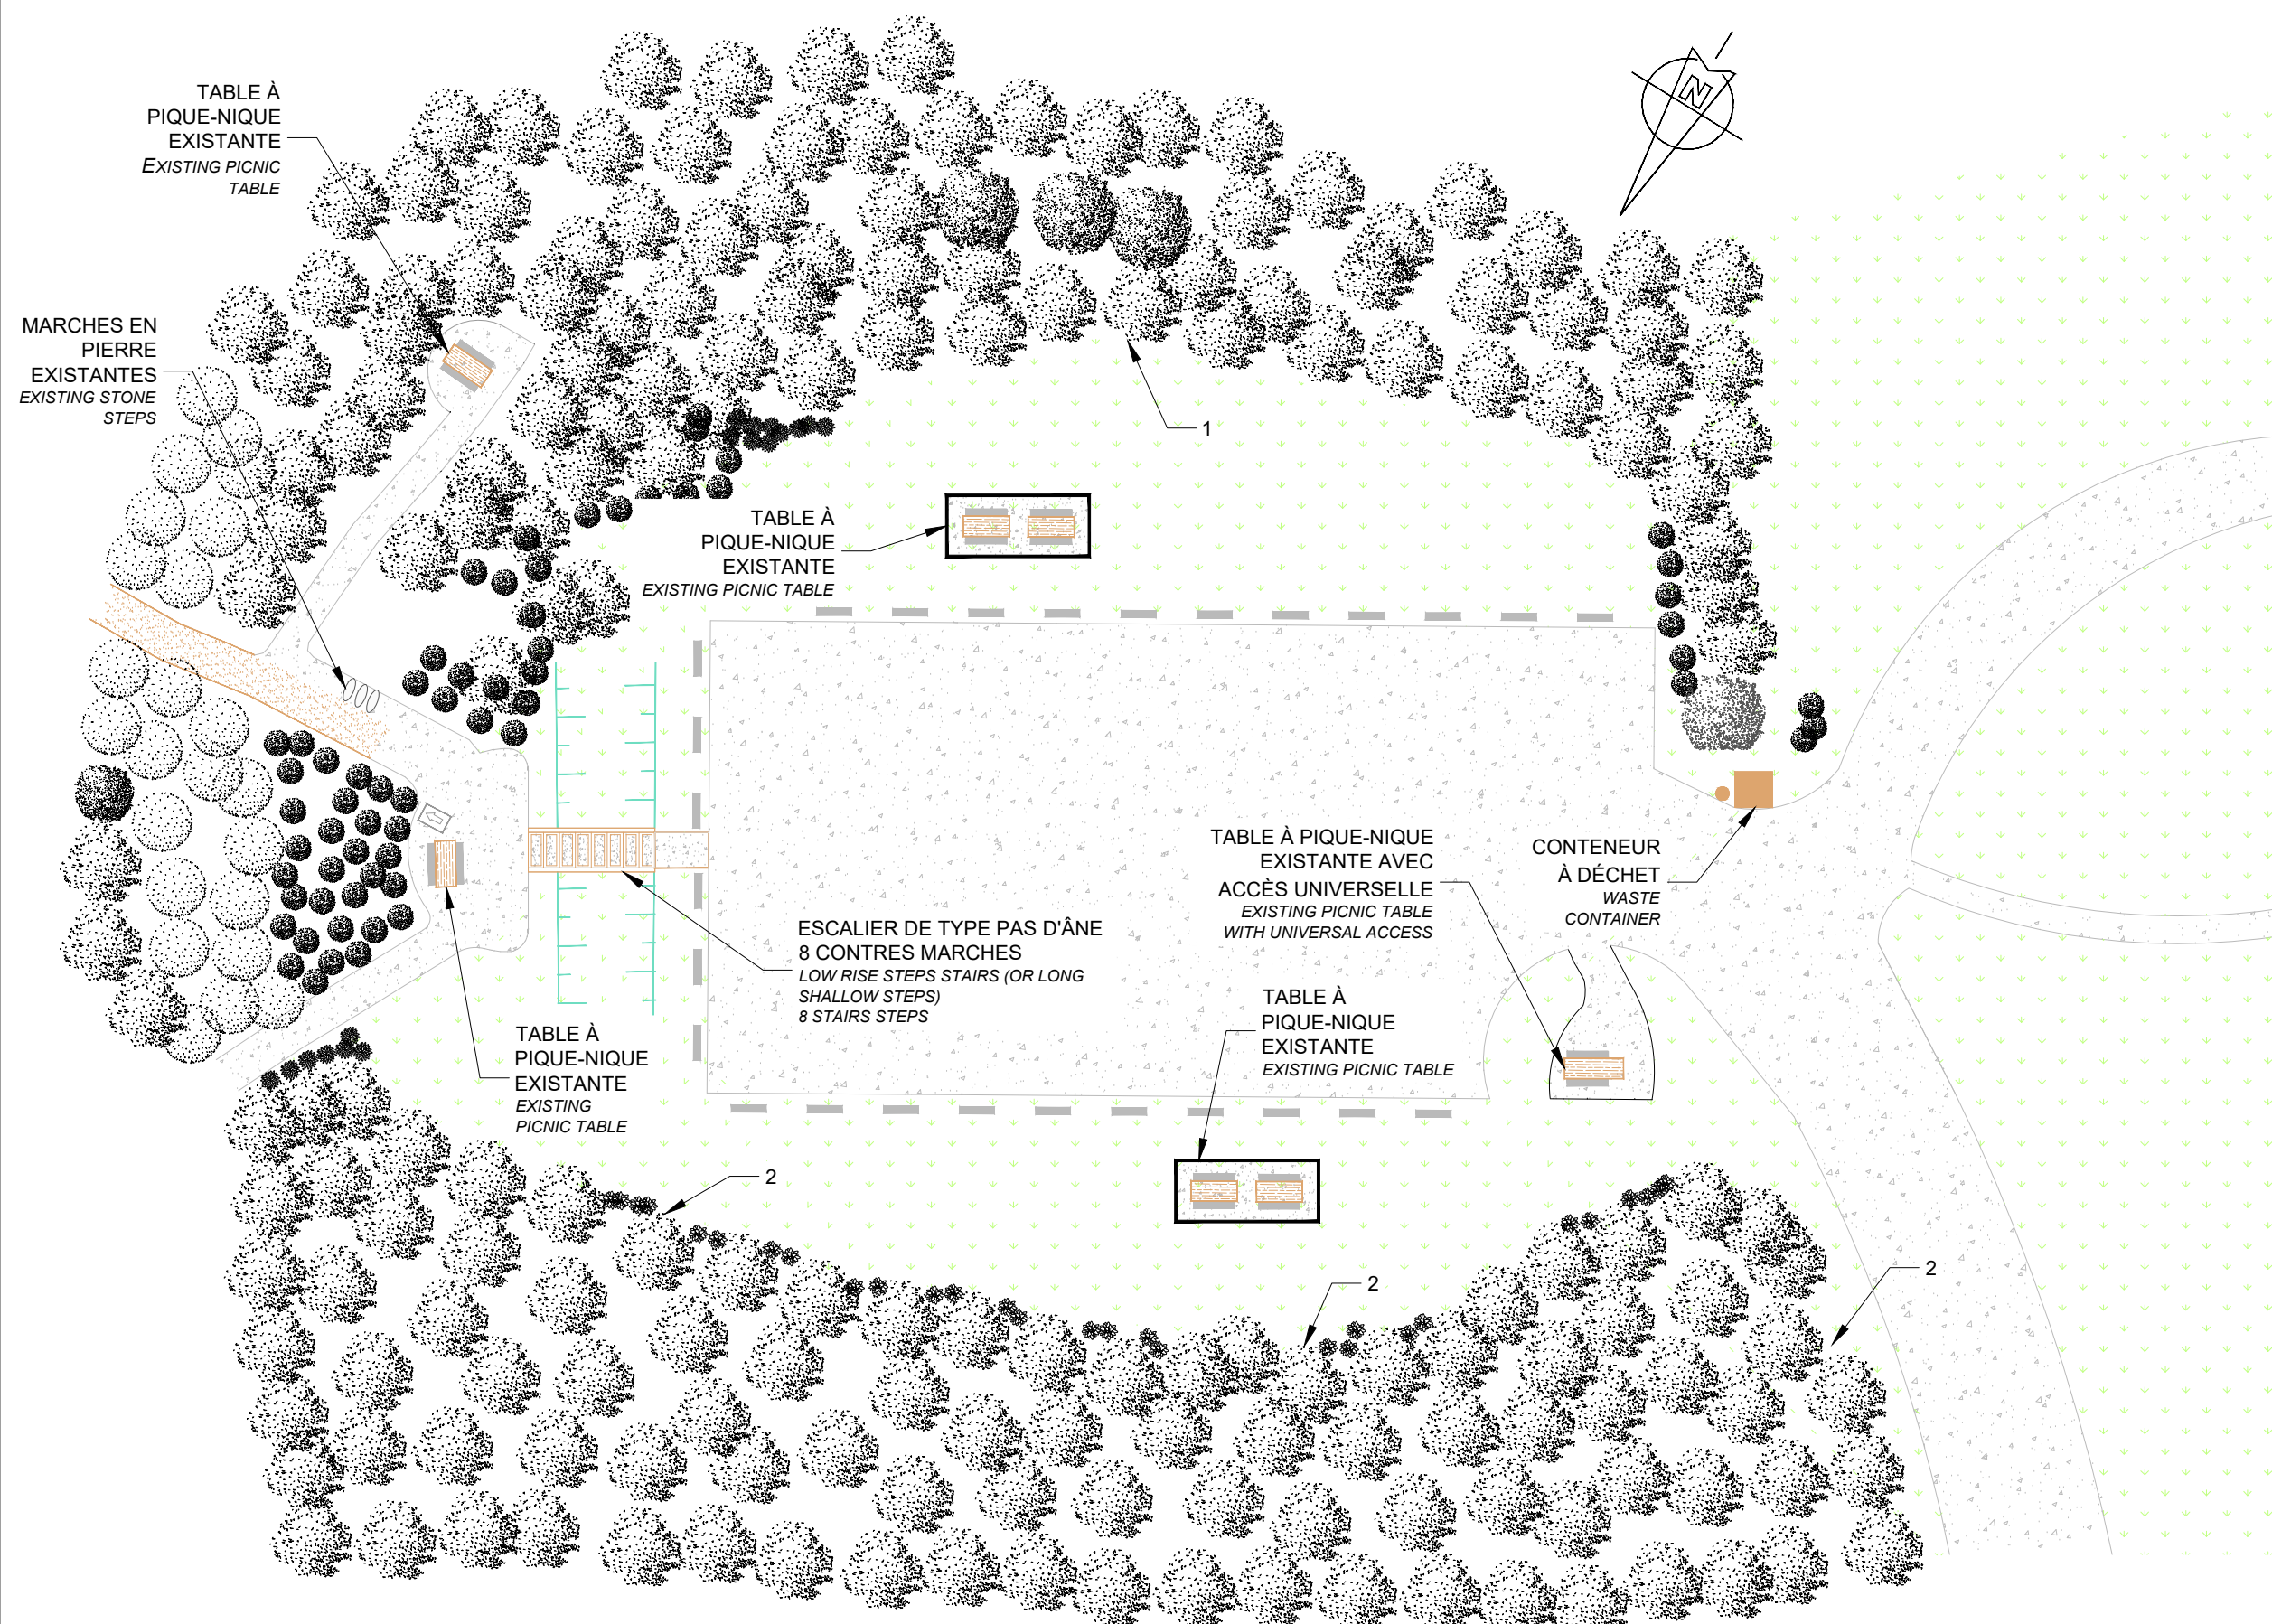 N
TABLE À
PIQUE-NIQUE
EXISTANTE
EXISTING PICNIC
TABLE
MARCHES EN
PIERRE
EXISTANTES
EXISTING STONE
STEPS
1
TABLE À
PIQUE-NIQUE
EXISTANTE
EXISTING PICNIC TABLE
TABLE À PIQUE-NIQUE
EXISTANTE AVEC
ACCÈS UNIVERSELLE
EXISTING PICNIC TABLE
WITH UNIVERSAL ACCESS
CONTENEUR
À DÉCHET
WASTE
CONTAINER
ESCALIER DE TYPE PAS D'ÂNE
8 CONTRES MARCHES
LOW RISE STEPS STAIRS (OR LONG
SHALLOW STEPS)
8 STAIRS STEPS
TABLE À
PIQUE-NIQUE
EXISTANTE
EXISTING PICNIC TABLE
TABLE À
PIQUE-NIQUE
EXISTANTE
EXISTING
PICNIC TABLE
2
2
2